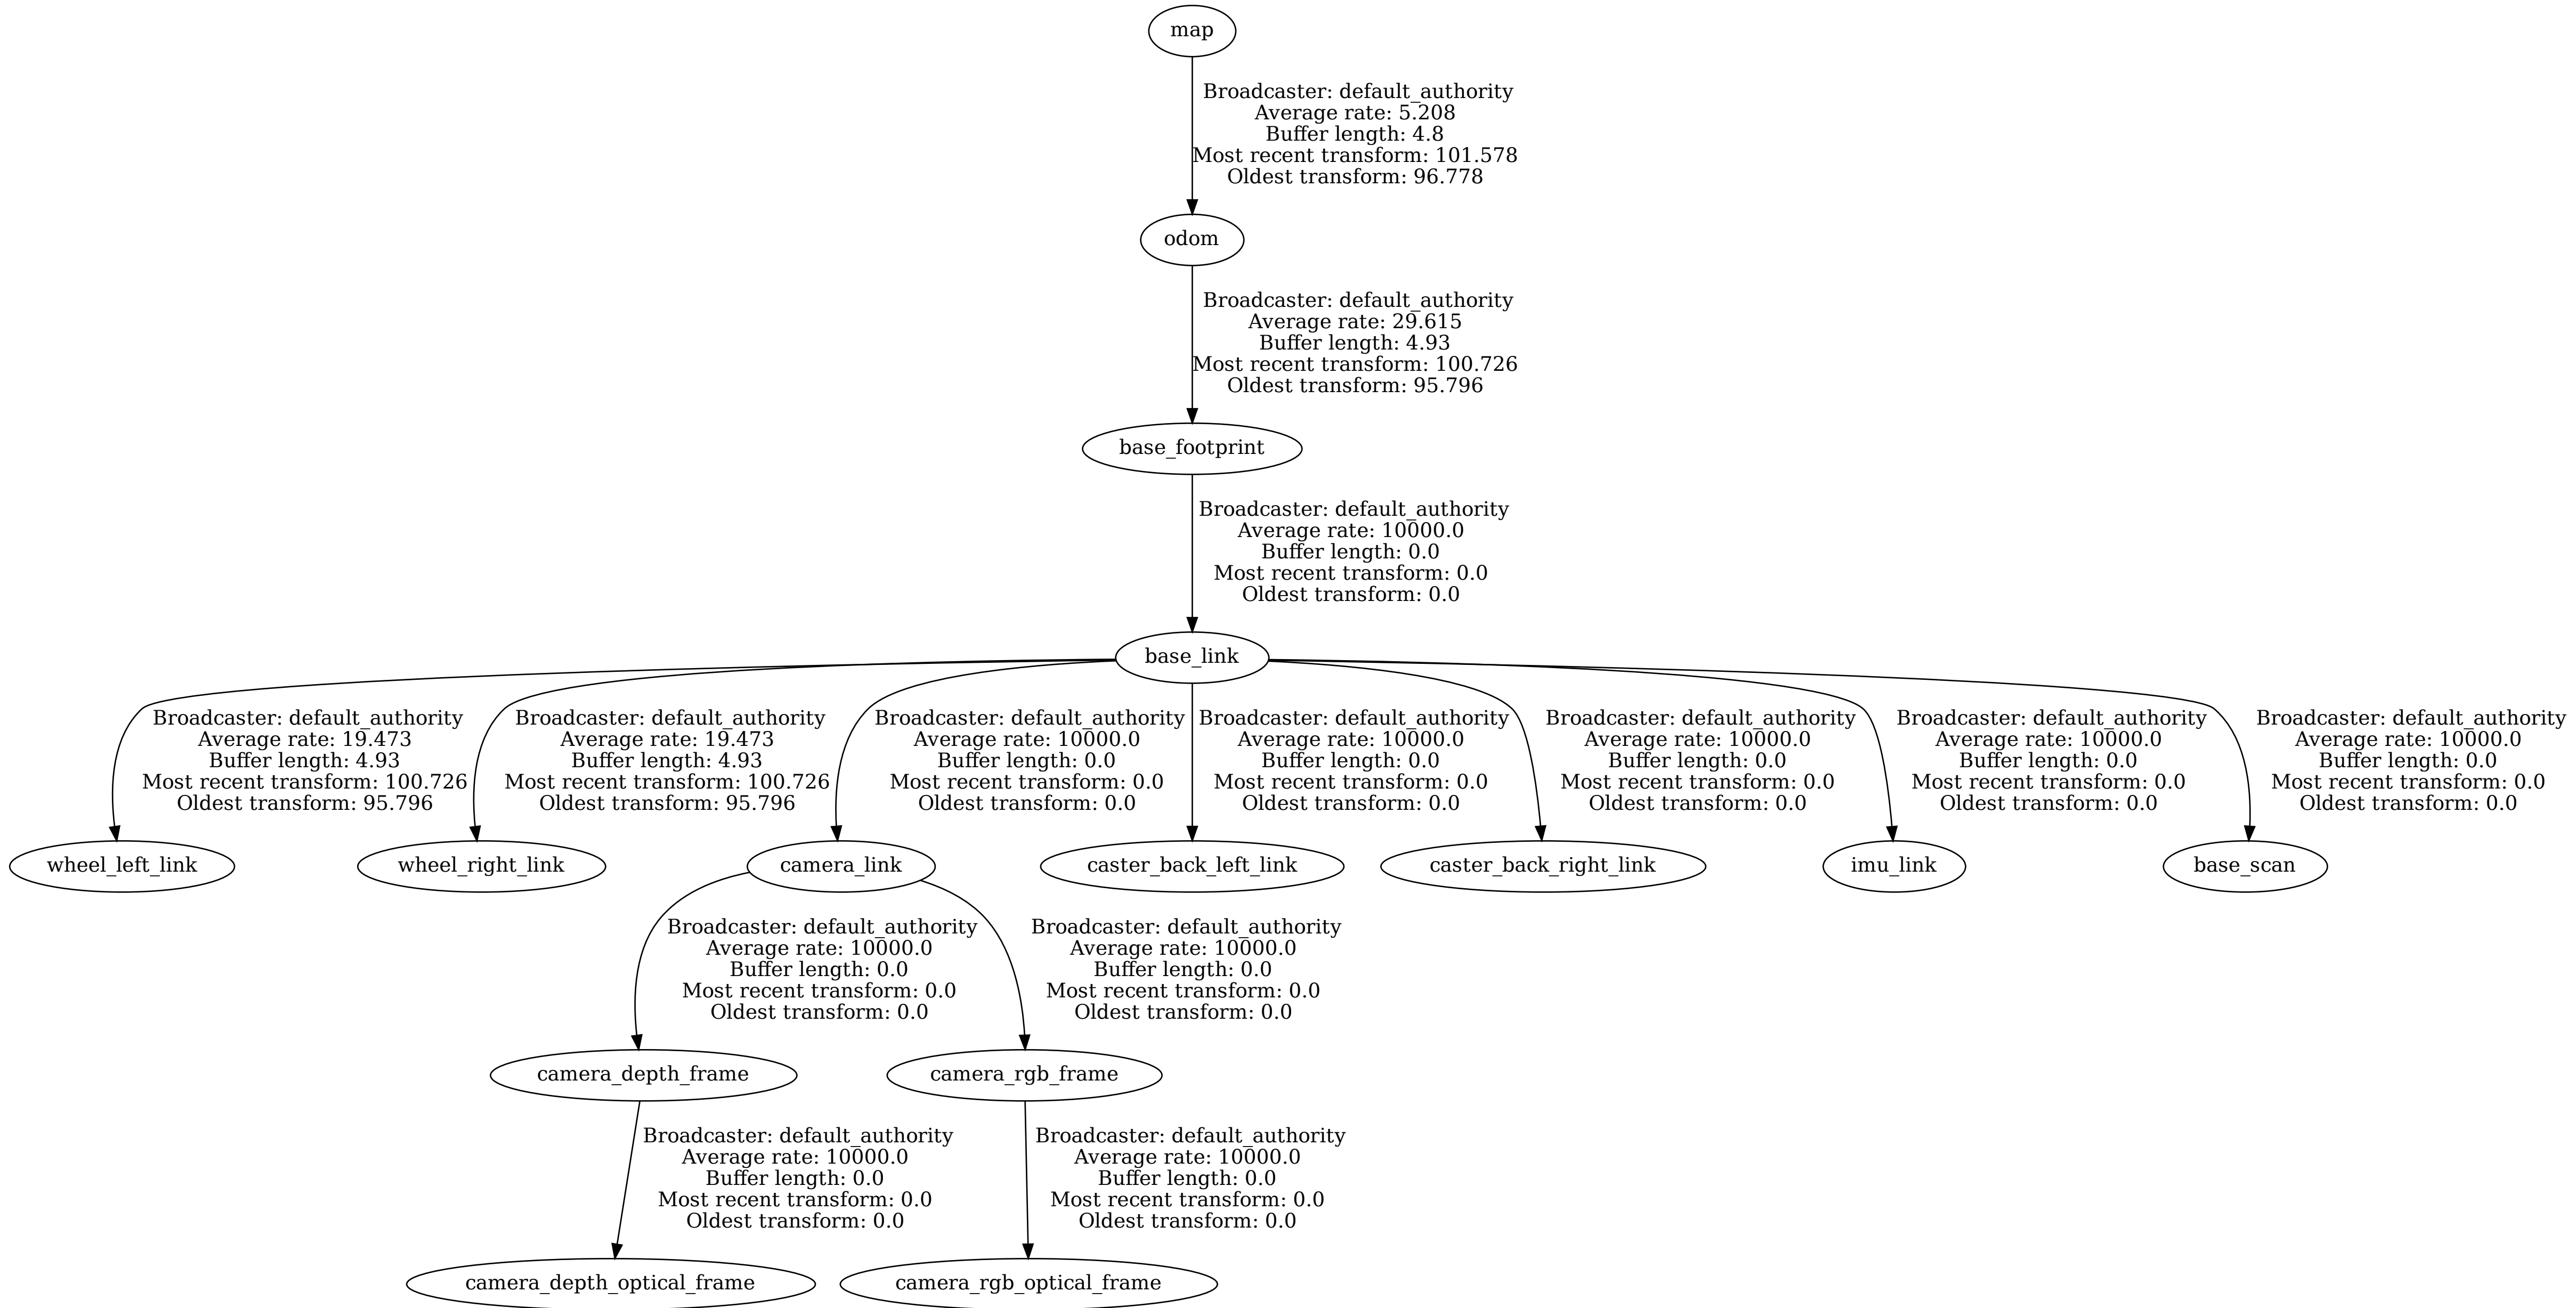 map
Broadcaster: default_authority
Average rate: 5.208
Buffer length: 4.8
Most recent transform: 101.578
Oldest transform: 96.778
odom
Broadcaster: default_authority
Average rate: 29.615
Buffer length: 4.93
Most recent transform: 100.726
Oldest transform: 95.796
base_footprint
Broadcaster: default_authority
Average rate: 10000.0
Buffer length: 0.0
Most recent transform: 0.0
Oldest transform: 0.0
base_link
Broadcaster: default_authority
Average rate: 19.473
Buffer length: 4.93
Most recent transform: 100.726
Oldest transform: 95.796
Broadcaster: default_authority
Average rate: 19.473
Buffer length: 4.93
Most recent transform: 100.726
Oldest transform: 95.796
Broadcaster: default_authority
Average rate: 10000.0
Buffer length: 0.0
Most recent transform: 0.0
Oldest transform: 0.0
Broadcaster: default_authority
Average rate: 10000.0
Buffer length: 0.0
Most recent transform: 0.0
Oldest transform: 0.0
Broadcaster: default_authority
Average rate: 10000.0
Buffer length: 0.0
Most recent transform: 0.0
Oldest transform: 0.0
Broadcaster: default_authority
Average rate: 10000.0
Buffer length: 0.0
Most recent transform: 0.0
Oldest transform: 0.0
Broadcaster: default_authority
Average rate: 10000.0
Buffer length: 0.0
Most recent transform: 0.0
Oldest transform: 0.0
wheel_left_link
wheel_right_link
camera_link
caster_back_left_link
caster_back_right_link
imu_link
base_scan
Broadcaster: default_authority
Average rate: 10000.0
Buffer length: 0.0
Most recent transform: 0.0
Oldest transform: 0.0
Broadcaster: default_authority
Average rate: 10000.0
Buffer length: 0.0
Most recent transform: 0.0
Oldest transform: 0.0
camera_depth_frame
camera_rgb_frame
Broadcaster: default_authority
Average rate: 10000.0
Buffer length: 0.0
Most recent transform: 0.0
Oldest transform: 0.0
Broadcaster: default_authority
Average rate: 10000.0
Buffer length: 0.0
Most recent transform: 0.0
Oldest transform: 0.0
camera_depth_optical_frame
camera_rgb_optical_frame